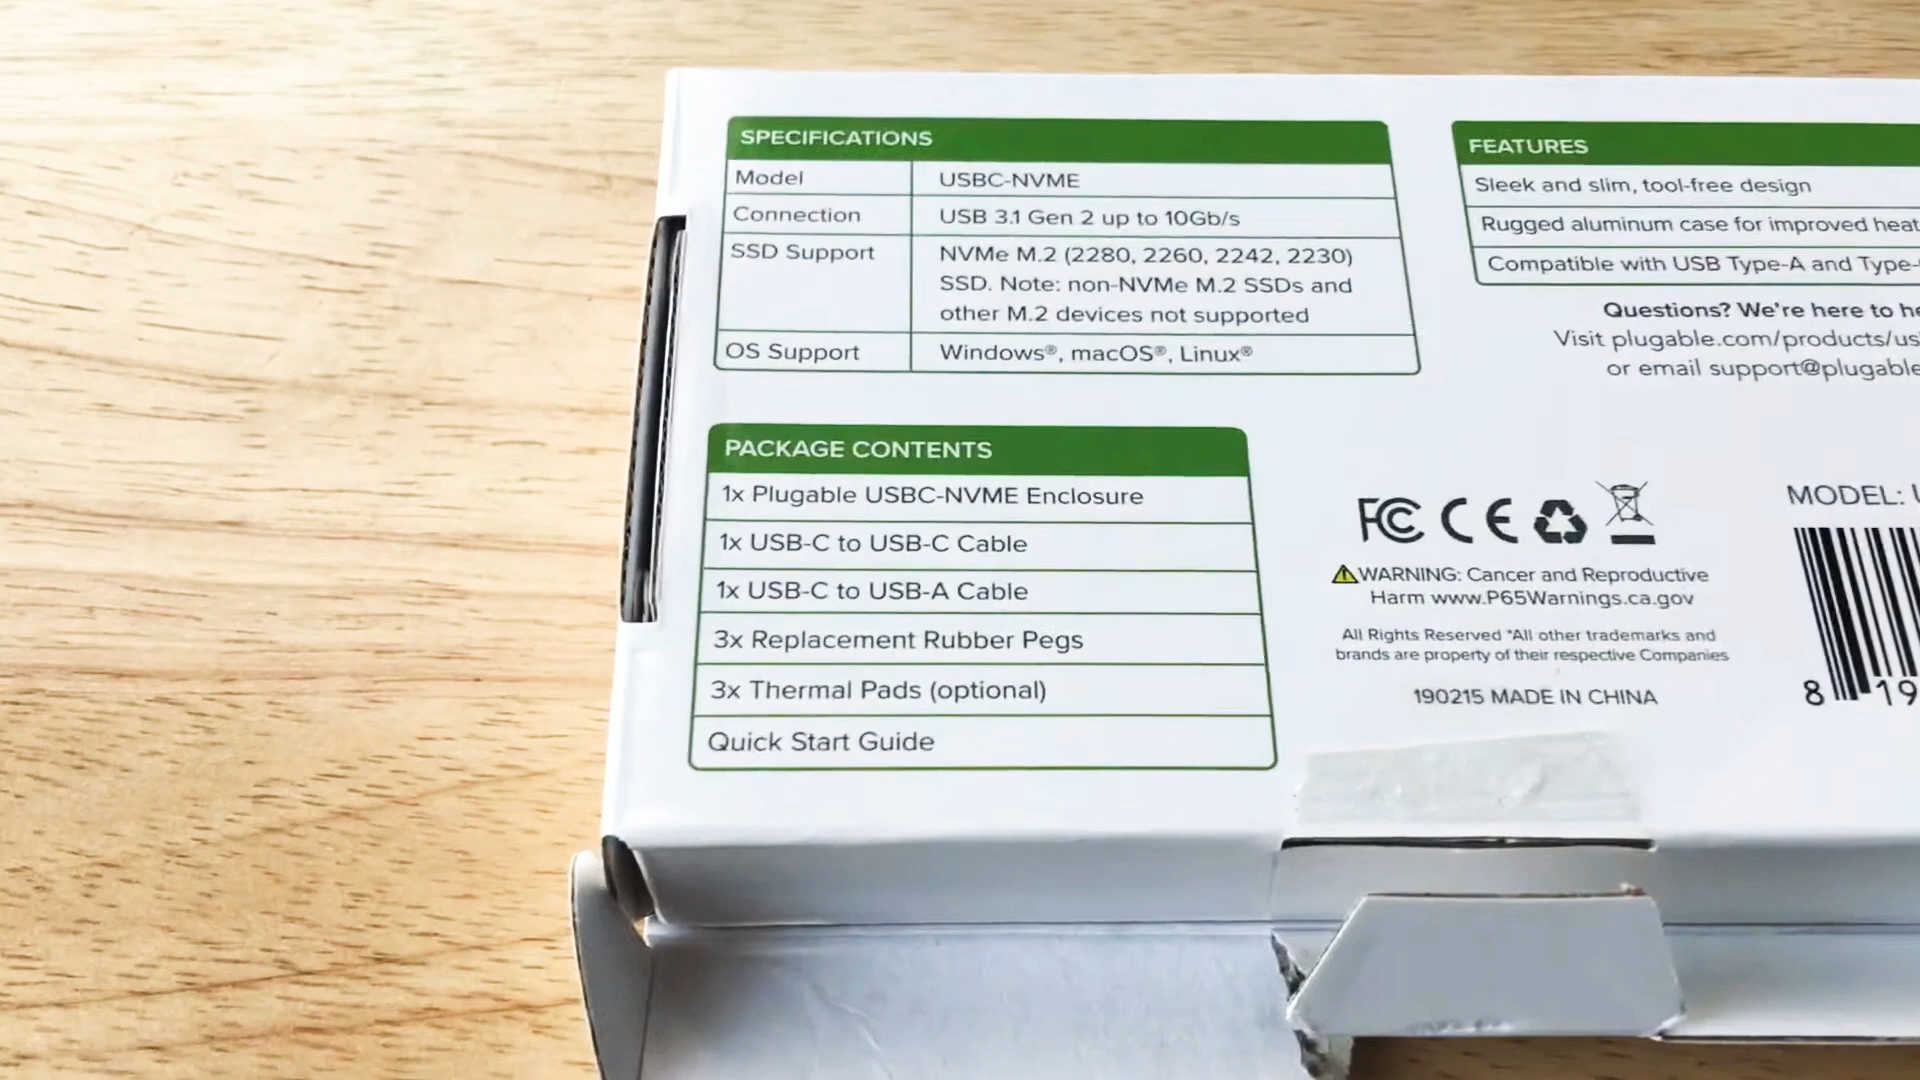 SPECIFICATIONS
Model USBC-NVME
Connection USB 3.1 Gen 2 up to 10Gb/s
SSD Support NVMe M.2 (2280, 2260, 2242, 2230)
SSD. Note: non-NVMe M.2 SSDs and
other M.2 devices not supported
OS Support Windows®, macOS®, Linux®
FEATURES
Sleek and slim, tool-free design
Rugged aluminum case for improved heat
Compatible with USB Type-A and Type-
Questions? We're here to
Visit plugable.com/products/us
or email support@plugable
PACKAGE CONTENTS
1x Plugable USBC-NVME Enclosure
1x USB-C to USB-C Cable
1x USB-C to USB-A Cable
3x Replacement Rubber Pegs
3x Thermal Pads (optional)
Quick Start Guide
FC CE
WARNING: Cancer and Reproductive
Harm www.P65Warnings.ca.gov
All Rights Reserved *All other trademarks and
brands are property of their respective Companies
190215 MADE IN CHINA
MODEL:
8 19